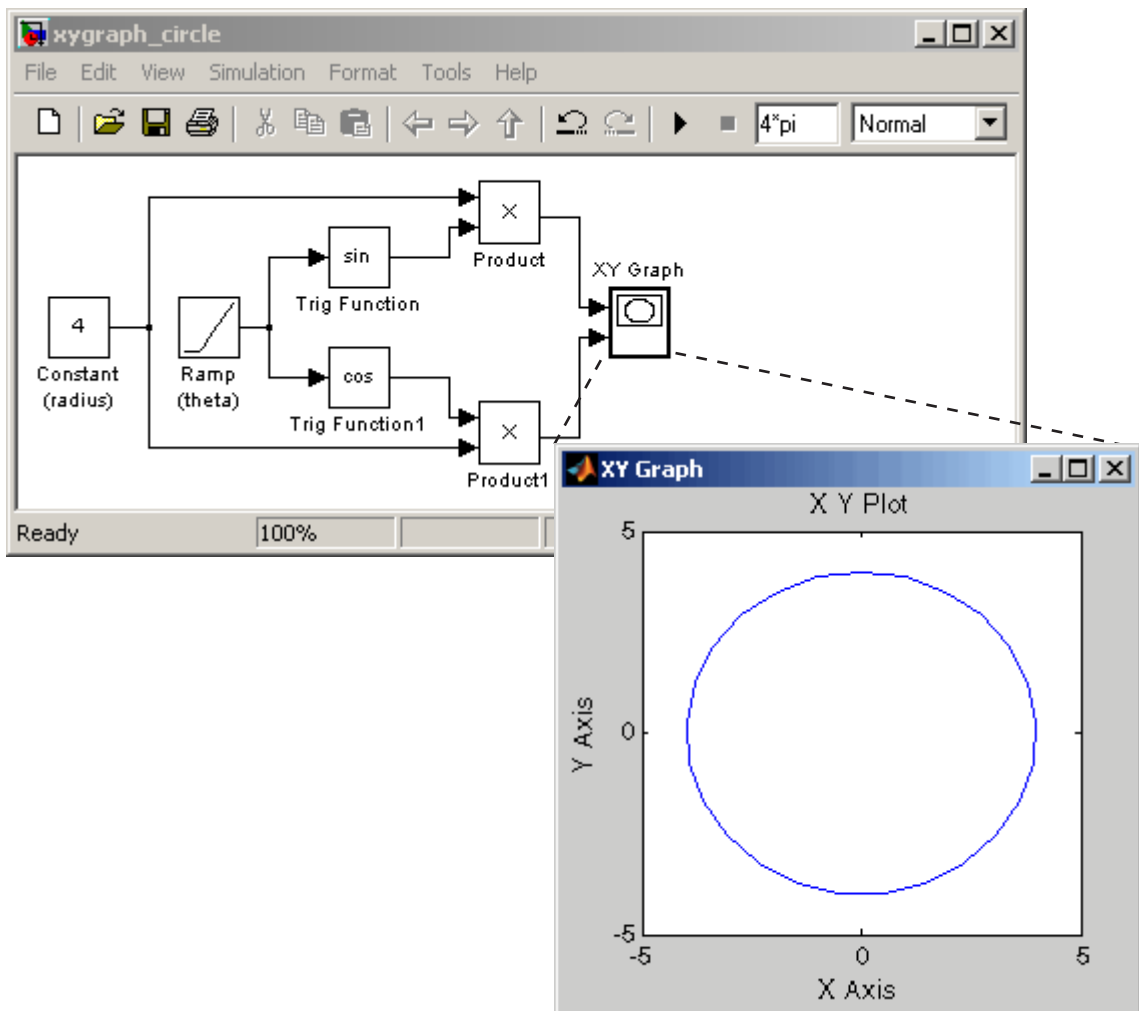 xygraph_circle
File Edit View Simulation Format Tools Help
4*pi Normal
×
Product
sin
Trig Function
XY Graph
4
Constant
(radius)
Ramp
(theta)
cos
Trig Function1
×
Product1
Ready 100%
XY Graph
X Y Plot
5
Y Axis
0
-5
-5 0 5
X Axis